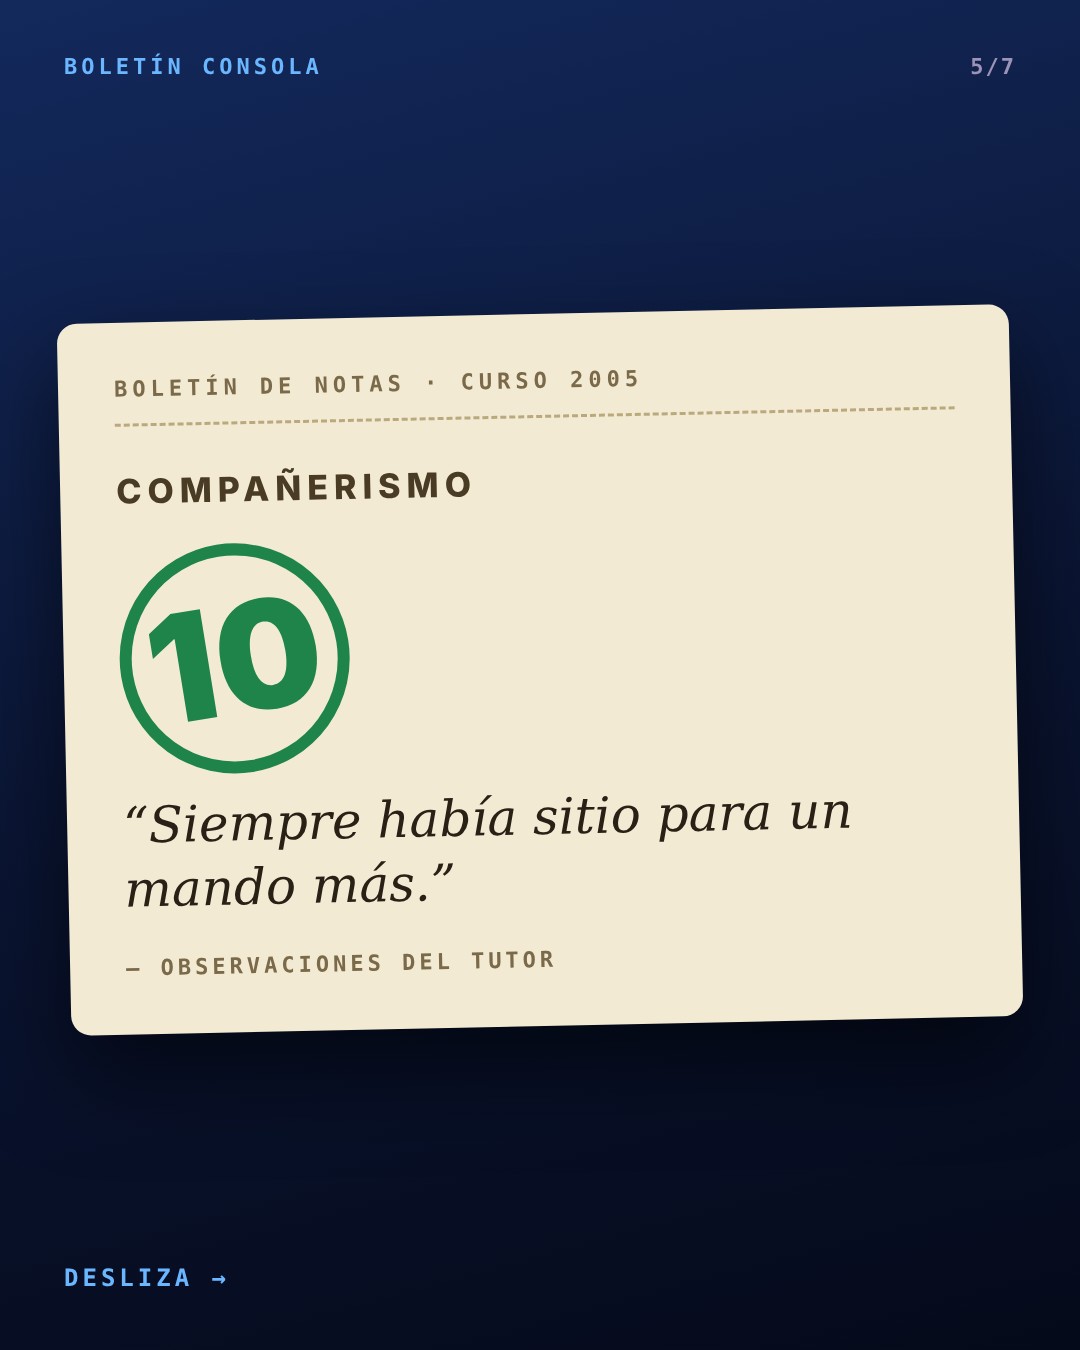 BOLETÍN CONSOLA
5/7
BOLETÍN DE NOTAS · CURSO 2005
COMPAÑERISMO
10
“Siempre había sitio para un
mando más.”
— OBSERVACIONES DEL TUTOR
DESLIZA →